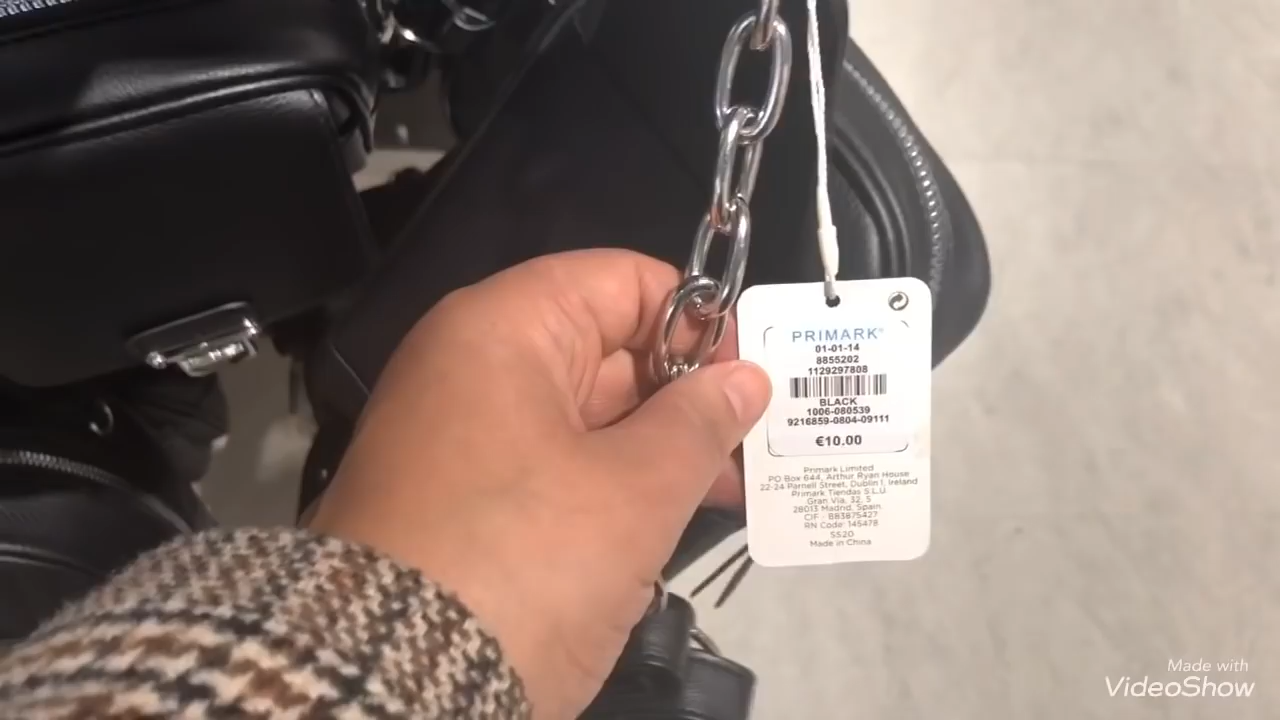 PRIMARK®
01-01-14
8855202
1129297808
BLACK
1006-080539
9216859-0804-09111
€10.00
Primark Limited
PO Box 644, Arthur Ryan House
22-24 Parnell Street, Dublin 1, Ireland
Primark Tiendas S.L.U
Gran Via, 32, 5
28013 Madrid, Spain.
CIF - B83875427
RN Code: 145478
SS20
Made in China
Made with
VideoShow